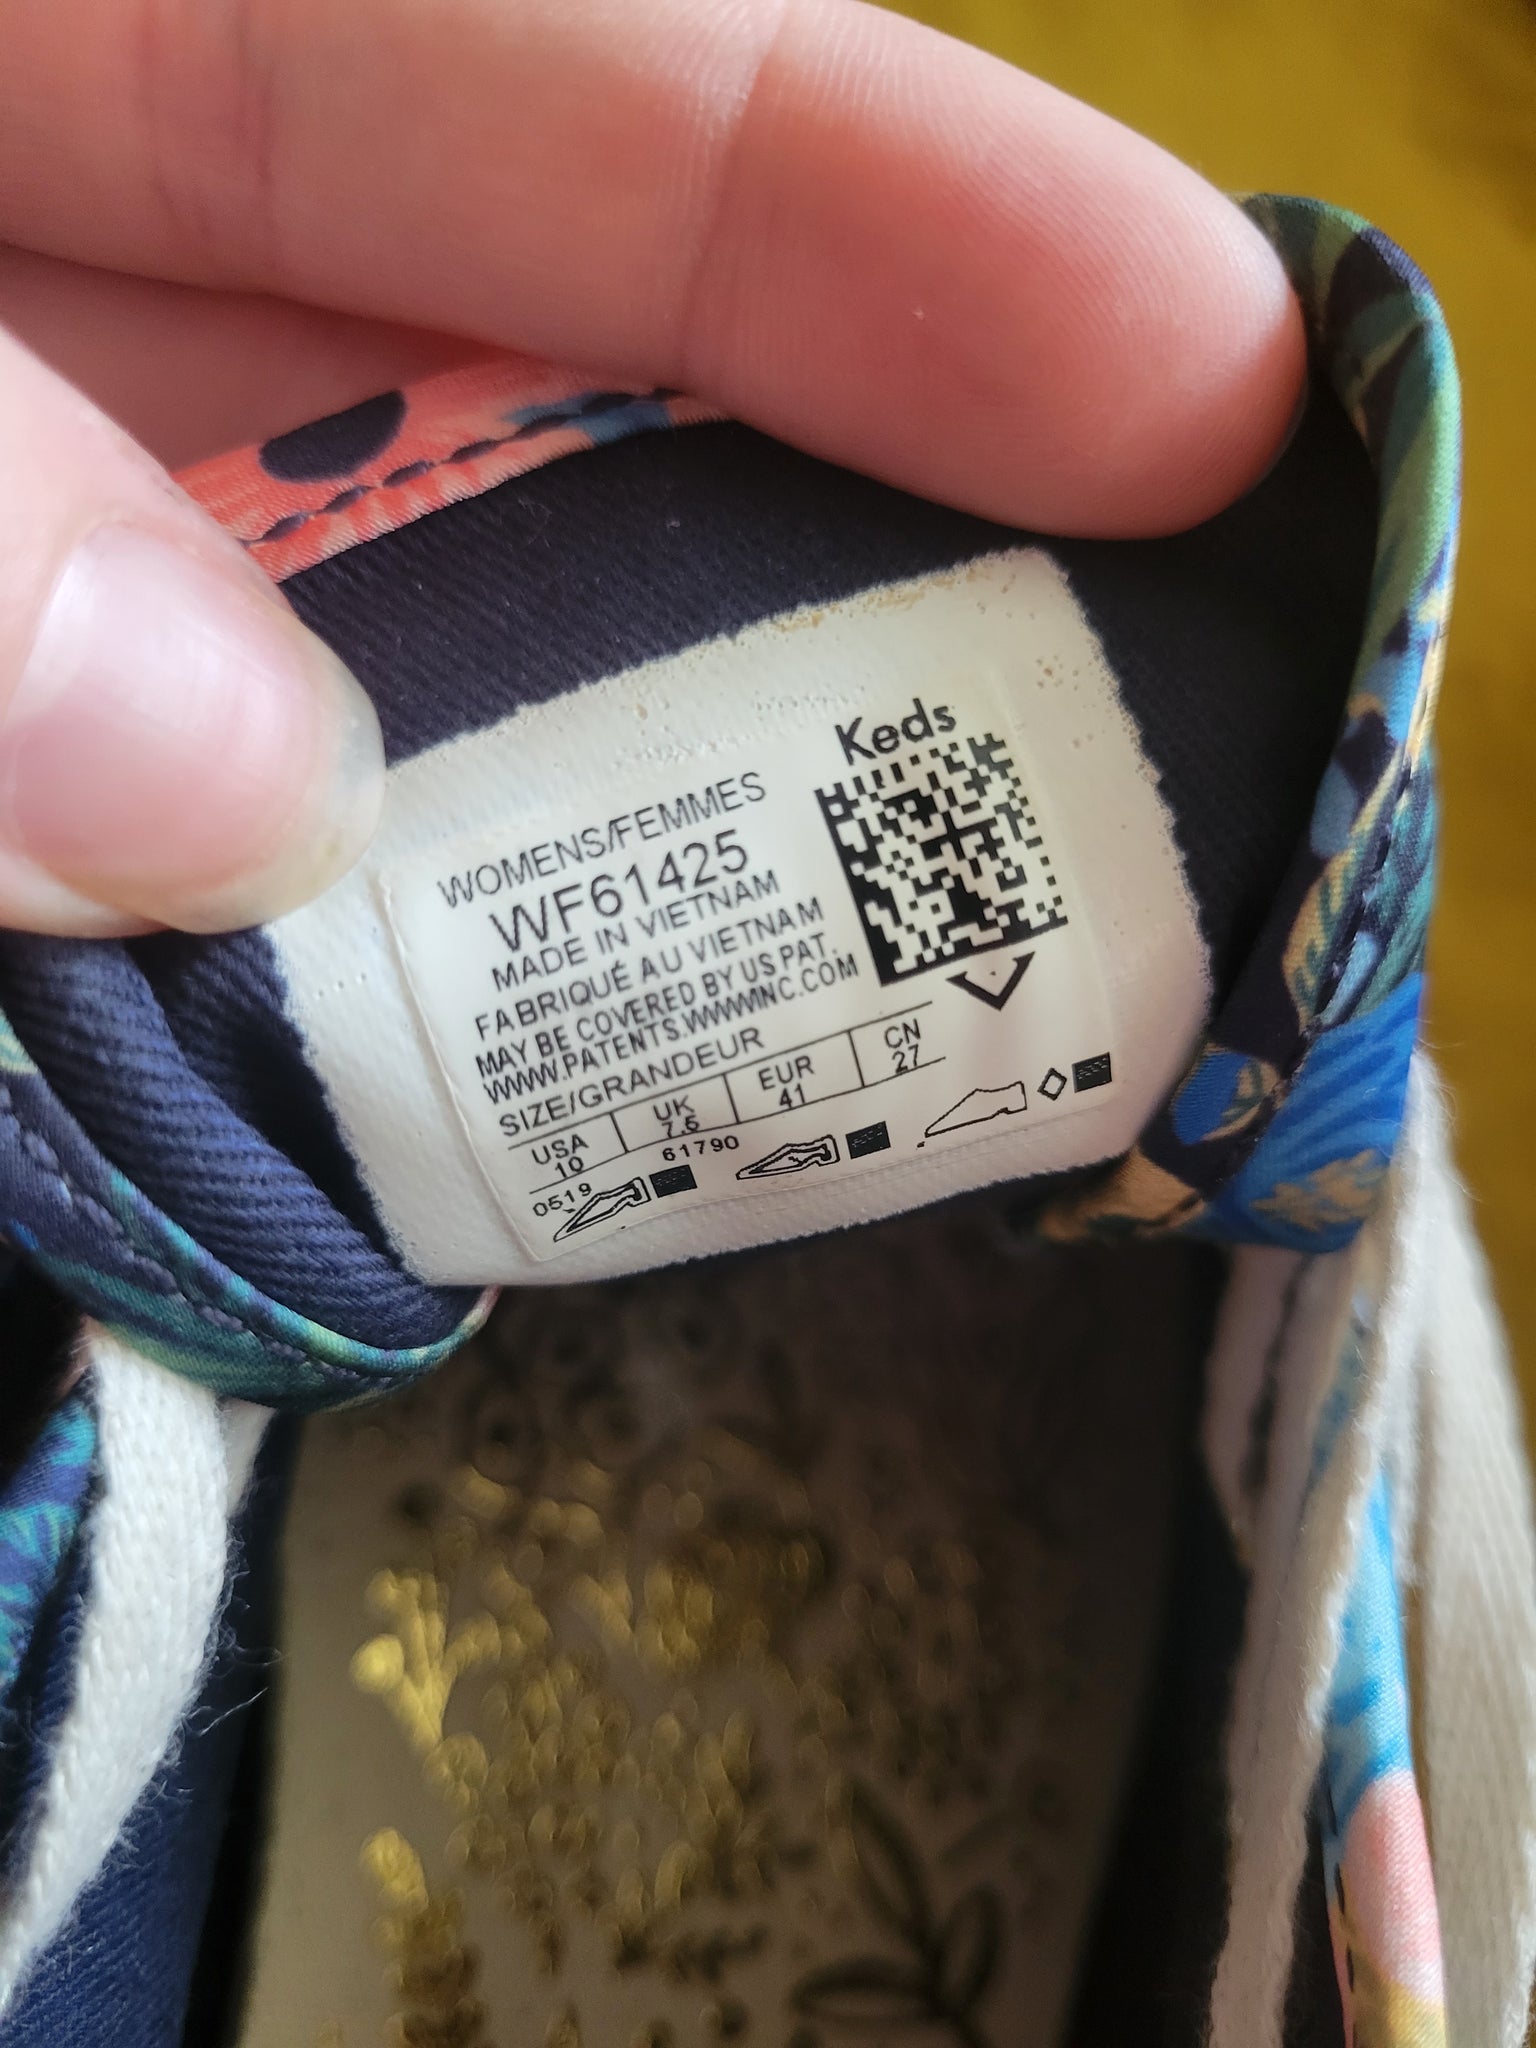 Keds
WOMENS/FEMMES
WF61425
MADE IN VIETNAM
FABRIQUÉ AU VIETNAM
MAY BE COVERED BY US PAT.
WWW.PATENTS.WWWINC.COM
SIZE/GRANDEUR
USA UK EUR CN
10 7.5 41 27
0519 61790